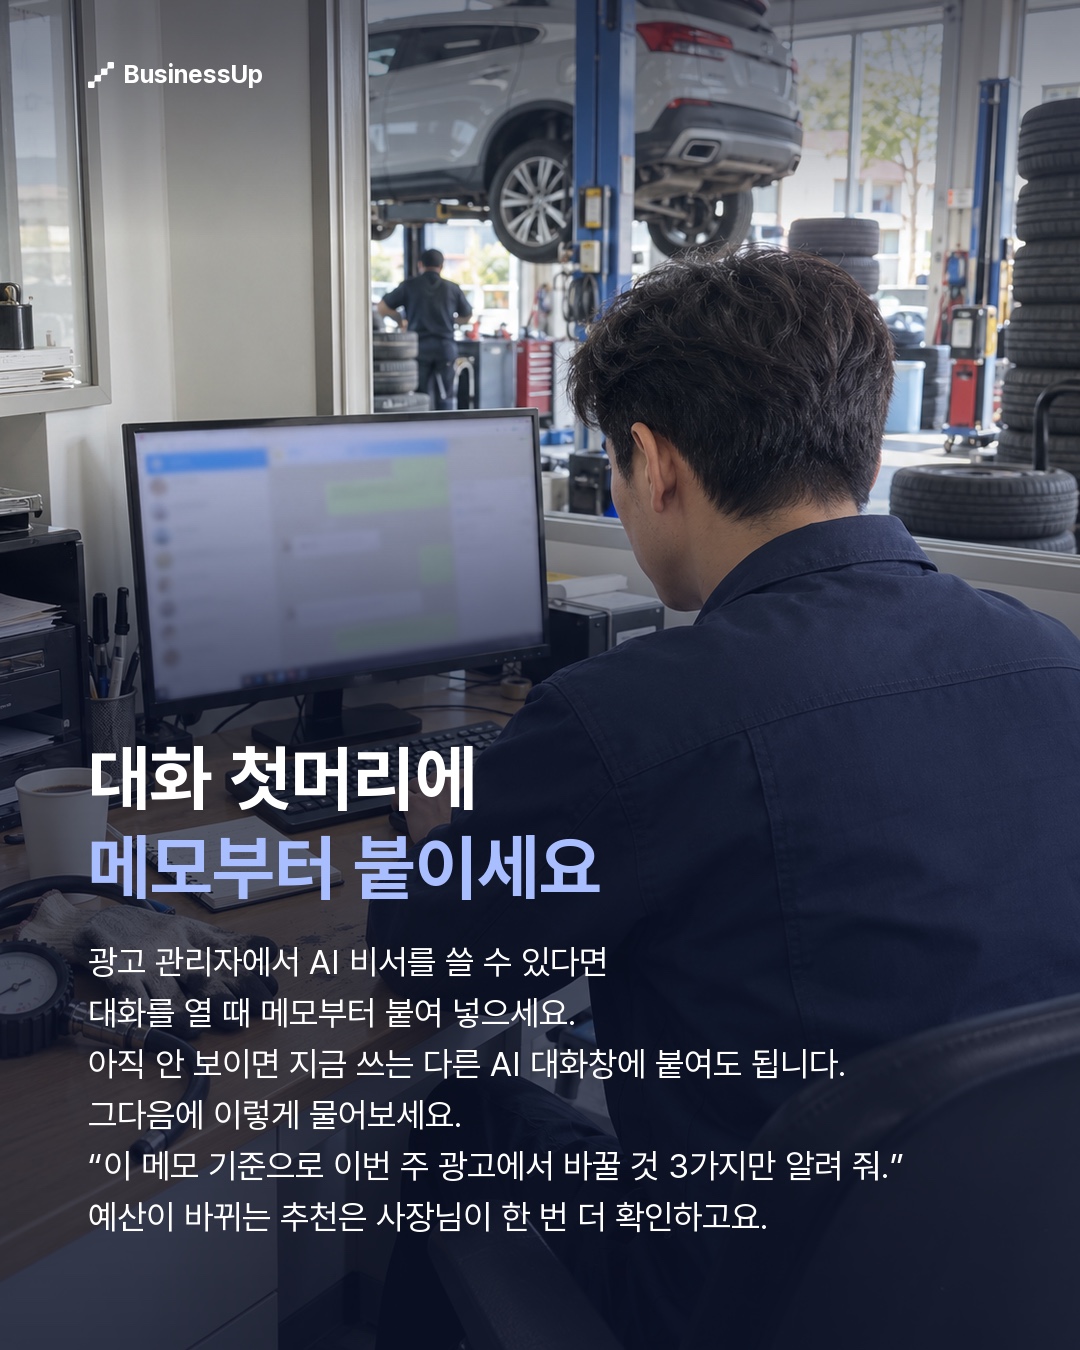 BusinessUp
대화 첫머리에
메모부터 붙이세요
광고 관리자에서 AI 비서를 쓸 수 있다면
대화를 열 때 메모부터 붙여 넣으세요.
아직 안 보이면 지금 쓰는 다른 AI 대화창에 붙여도 됩니다.
그다음에 이렇게 물어보세요.
“이 메모 기준으로 이번 주 광고에서 바꿀 것 3가지만 알려 줘.”
예산이 바뀌는 추천은 사장님이 한 번 더 확인하고요.